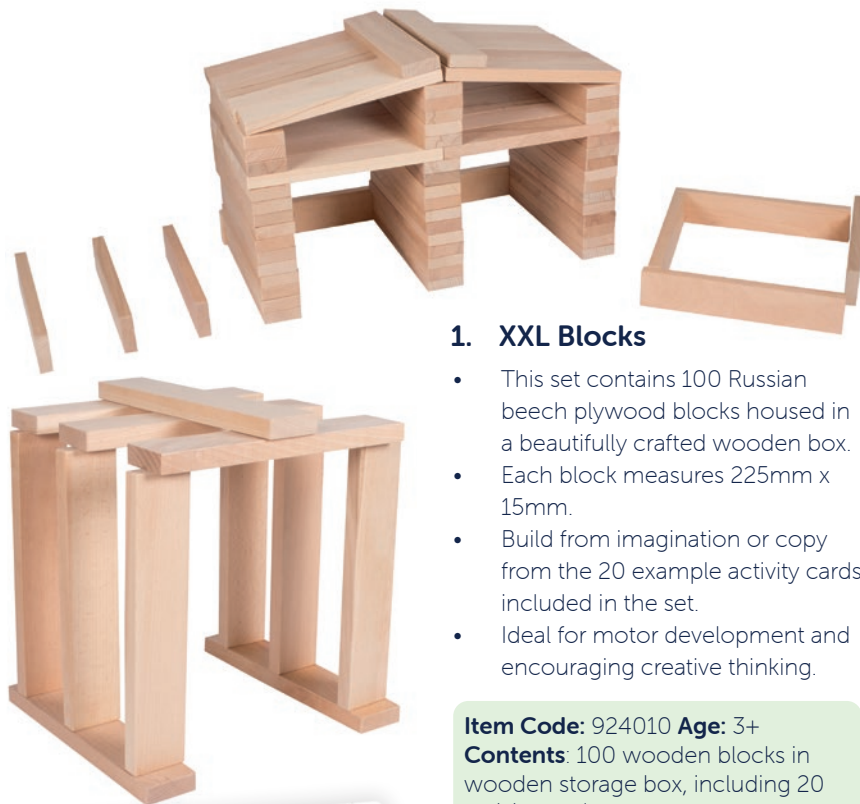 1. XXL Blocks
• This set contains 100 Russian
beech plywood blocks housed in
a beautifully crafted wooden box.
• Each block measures 225mm x
15mm.
• Build from imagination or copy
from the 20 example activity cards
included in the set.
• Ideal for motor development and
encouraging creative thinking.
Item Code: 924010 Age: 3+
Contents: 100 wooden blocks in
wooden storage box, including 20